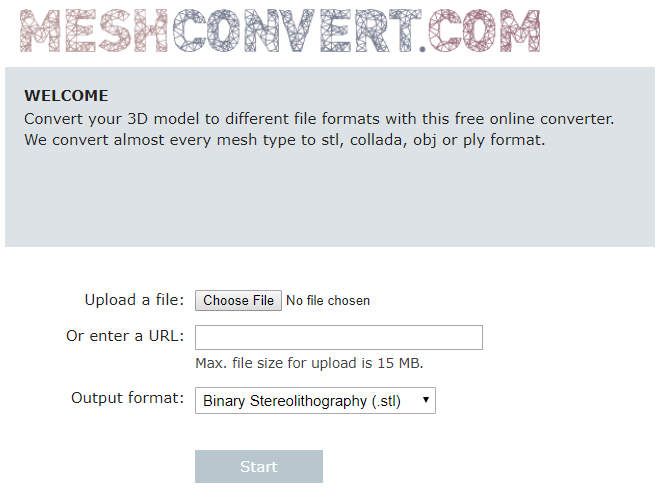 MESHCONVERT.COM
WELCOME
Convert your 3D model to different file formats with this free online converter.
We convert almost every mesh type to stl, collada, obj or ply format.
Upload a file: Choose File No file chosen
Or enter a URL:
Max. file size for upload is 15 MB.
Output format: Binary Stereolithography (.stl)
Start